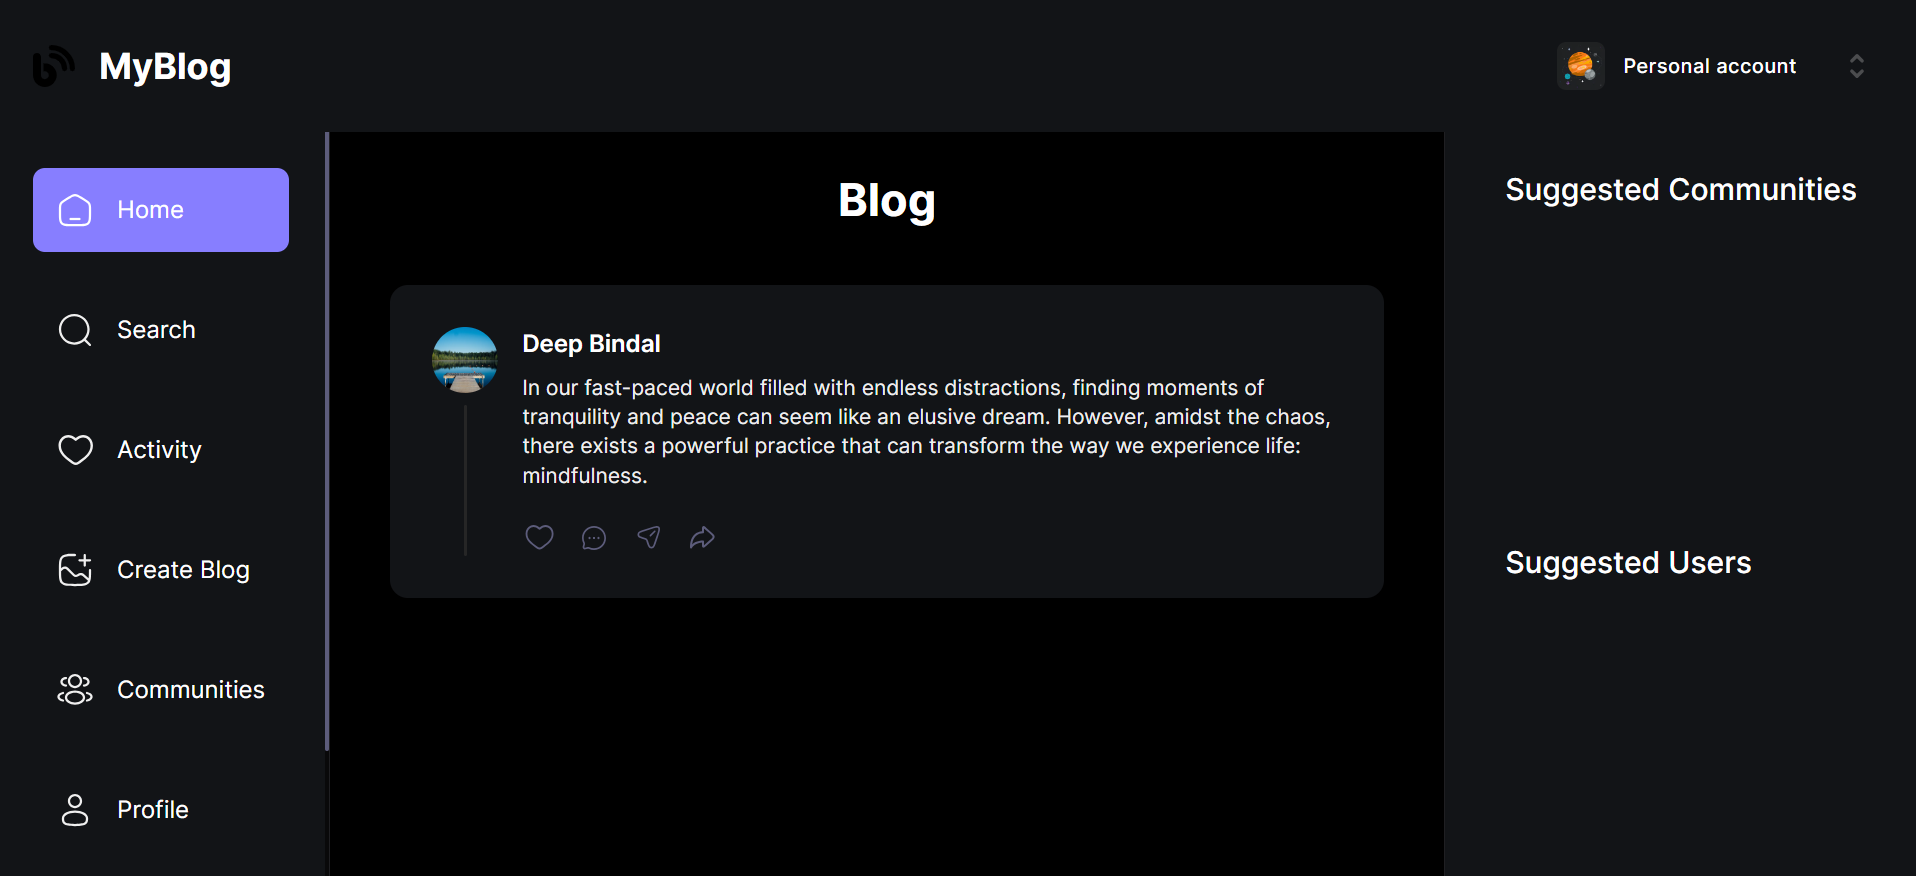 MyBlog
Personal account
Home
Search
Activity
Create Blog
Communities
Profile
Blog
Deep Bindal
In our fast-paced world filled with endless distractions, finding moments of
tranquility and peace can seem like an elusive dream. However, amidst the chaos,
there exists a powerful practice that can transform the way we experience life:
mindfulness.
Suggested Communities
Suggested Users